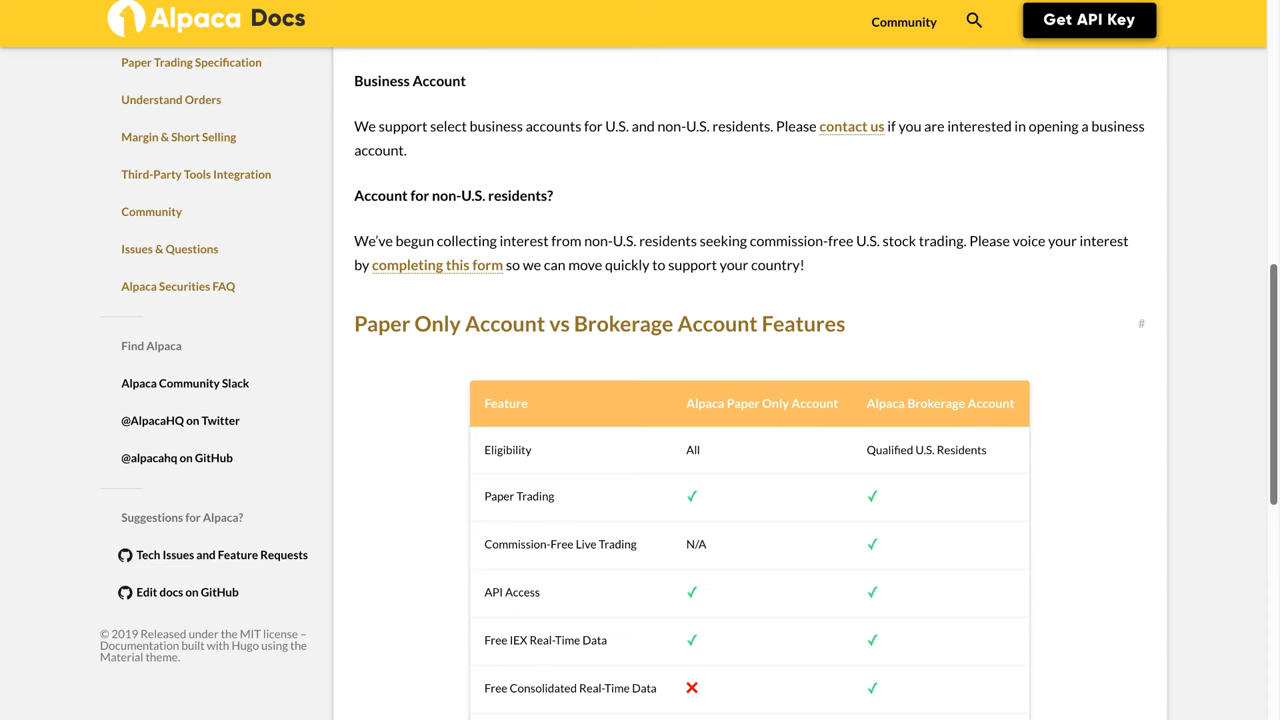 Alpaca Docs
Community
Get API Key
Paper Trading Specification
Understand Orders
Margin & Short Selling
Third-Party Tools Integration
Community
Issues & Questions
Alpaca Securities FAQ
Find Alpaca
Alpaca Community Slack
@AlpacaHQ on Twitter
@alpacahq on GitHub
Suggestions for Alpaca?
Tech Issues and Feature Requests
Edit docs on GitHub
© 2019 Released under the MIT license –
Documentation built with Hugo using the
Material theme.
Business Account
We support select business accounts for U.S. and non-U.S. residents. Please contact us if you are interested in opening a business
account.
Account for non-U.S. residents?
We’ve begun collecting interest from non-U.S. residents seeking commission-free U.S. stock trading. Please voice your interest
by completing this form so we can move quickly to support your country!
Paper Only Account vs Brokerage Account Features #
Feature Alpaca Paper Only Account Alpaca Brokerage Account
Eligibility All Qualified U.S. Residents
Paper Trading ✓ ✓
Commission-Free Live Trading N/A ✓
API Access ✓ ✓
Free IEX Real-Time Data ✓ ✓
Free Consolidated Real-Time Data ✕ ✓